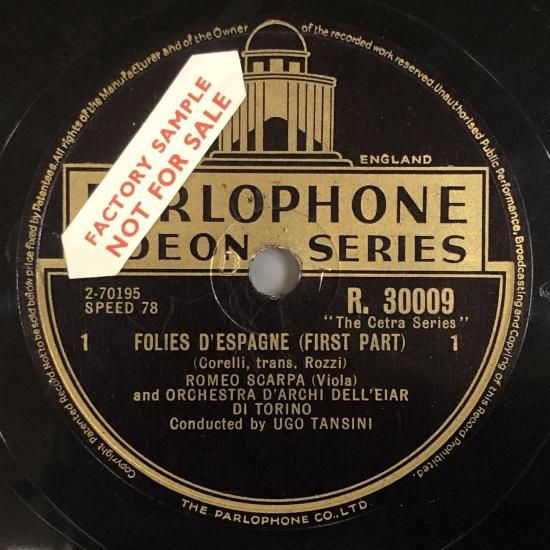 of the Manufacturer and of the Owner of the recorded work reserved. Unauthorised Public Performance, Broadcasting and Copying of this Record Prohibited.
Copyright Patented Record Not to be sold below price fixed by Patentees. All rights
FACTORY SAMPLE
NOT FOR SALE
ENGLAND
RLOPHONE
DEON SERIES
2-70195
SPEED 78
R. 30009
"The Cetra Series"
1 FOLIES D'ESPAGNE (FIRST PART) 1
(Corelli, trans. Rozzi)
ROMEO SCARPA (Viola)
and ORCHESTRA D'ARCHI DELL'EIAR
DI TORINO
Conducted by UGO TANSINI
THE PARLOPHONE CO., LTD